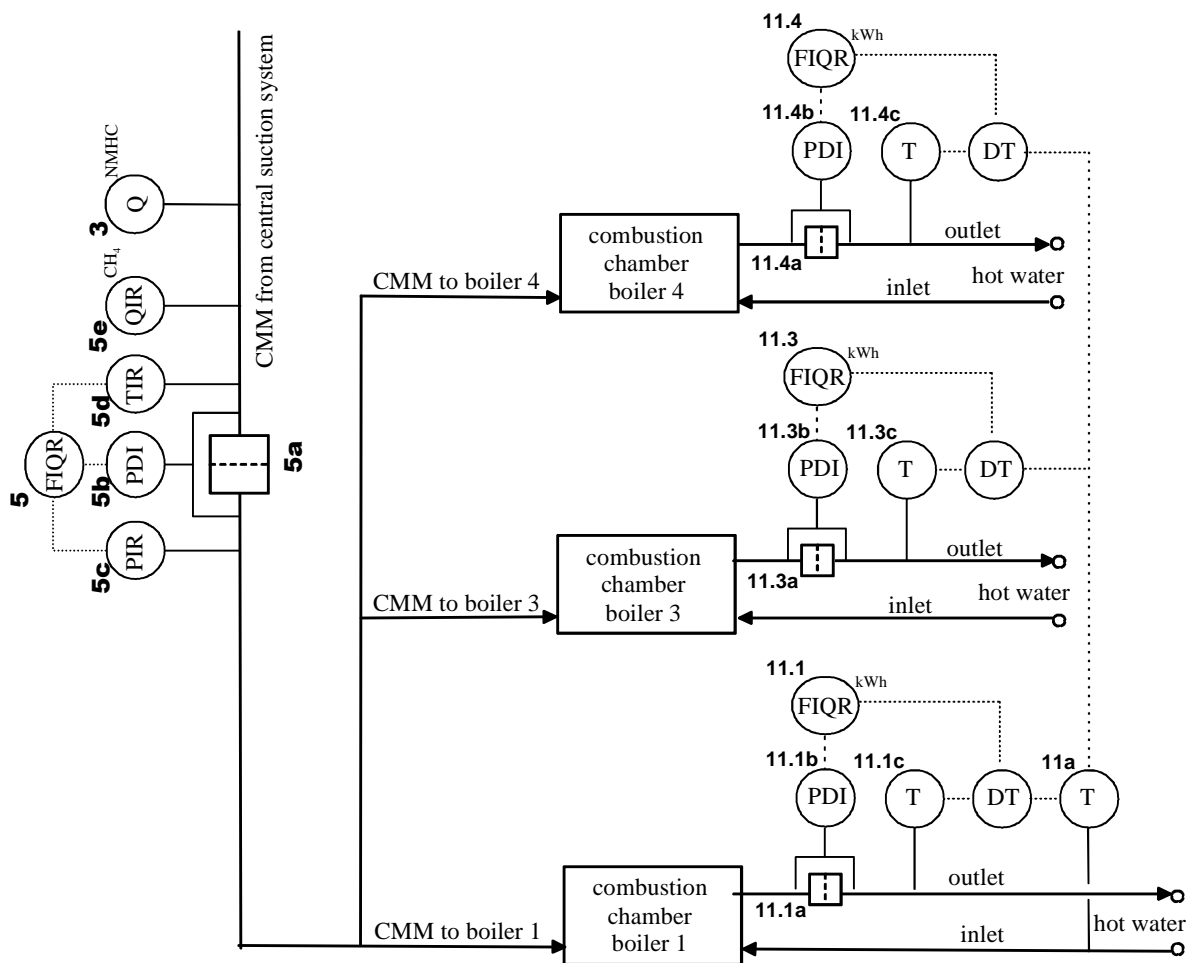 CMM from central suction system
NMHC
Q
3
CH4
QIR
5e
TIR
5d
FIQR
5
PDI
5b
5a
PIR
5c
11.4
kWh
FIQR
11.4b
11.4c
PDI
T
DT
combustion
chamber
boiler 4
CMM to boiler 4
11.4a
outlet
hot water
inlet
11.3
kWh
FIQR
11.3b
11.3c
PDI
T
DT
combustion
chamber
boiler 3
CMM to boiler 3
11.3a
outlet
hot water
inlet
11.1
kWh
FIQR
11.1b
11.1c
11a
PDI
T
DT
T
combustion
chamber
boiler 1
CMM to boiler 1
11.1a
outlet
hot water
inlet